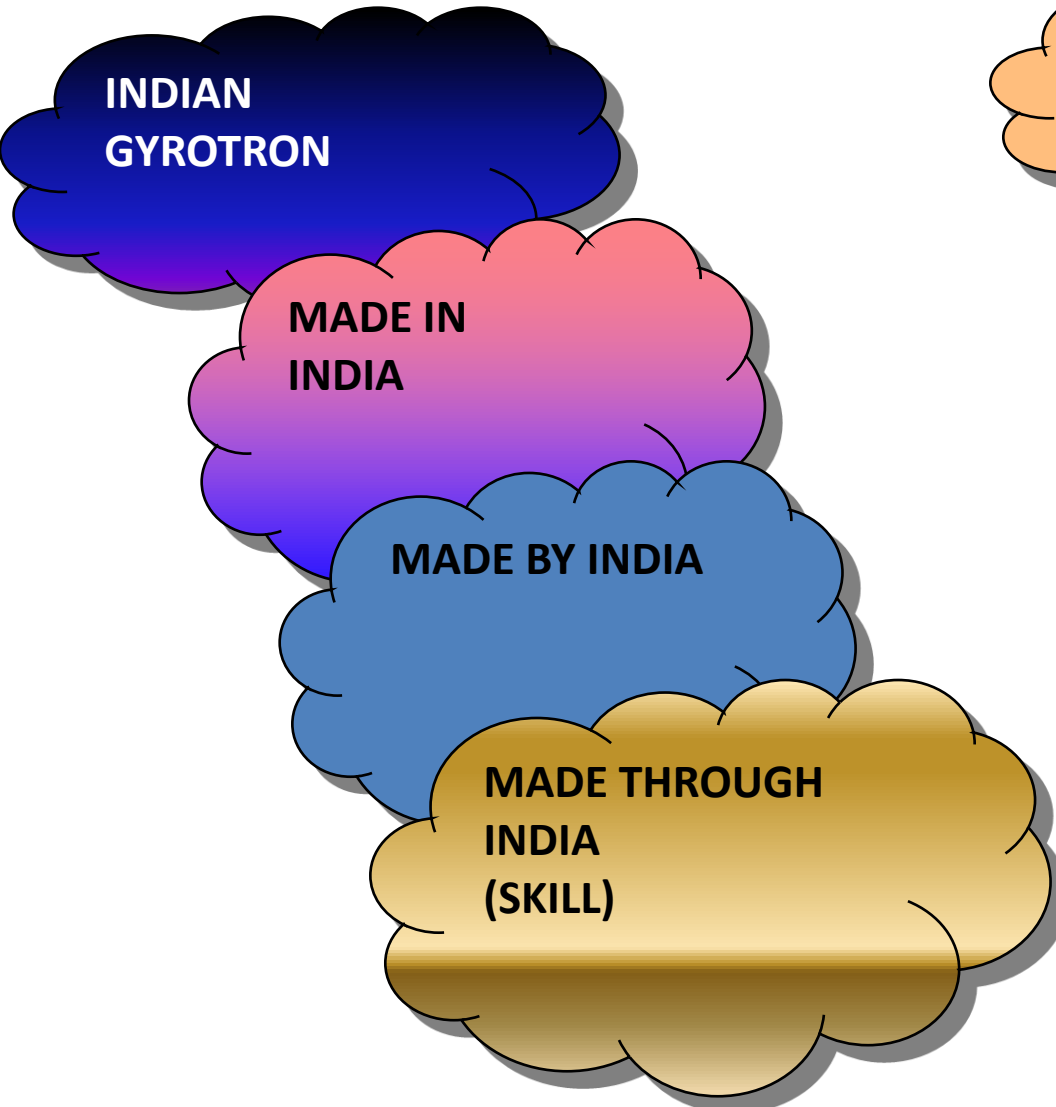 INDIAN
GYROTRON
MADE IN
INDIA
MADE BY INDIA
MADE THROUGH
INDIA
(SKILL)